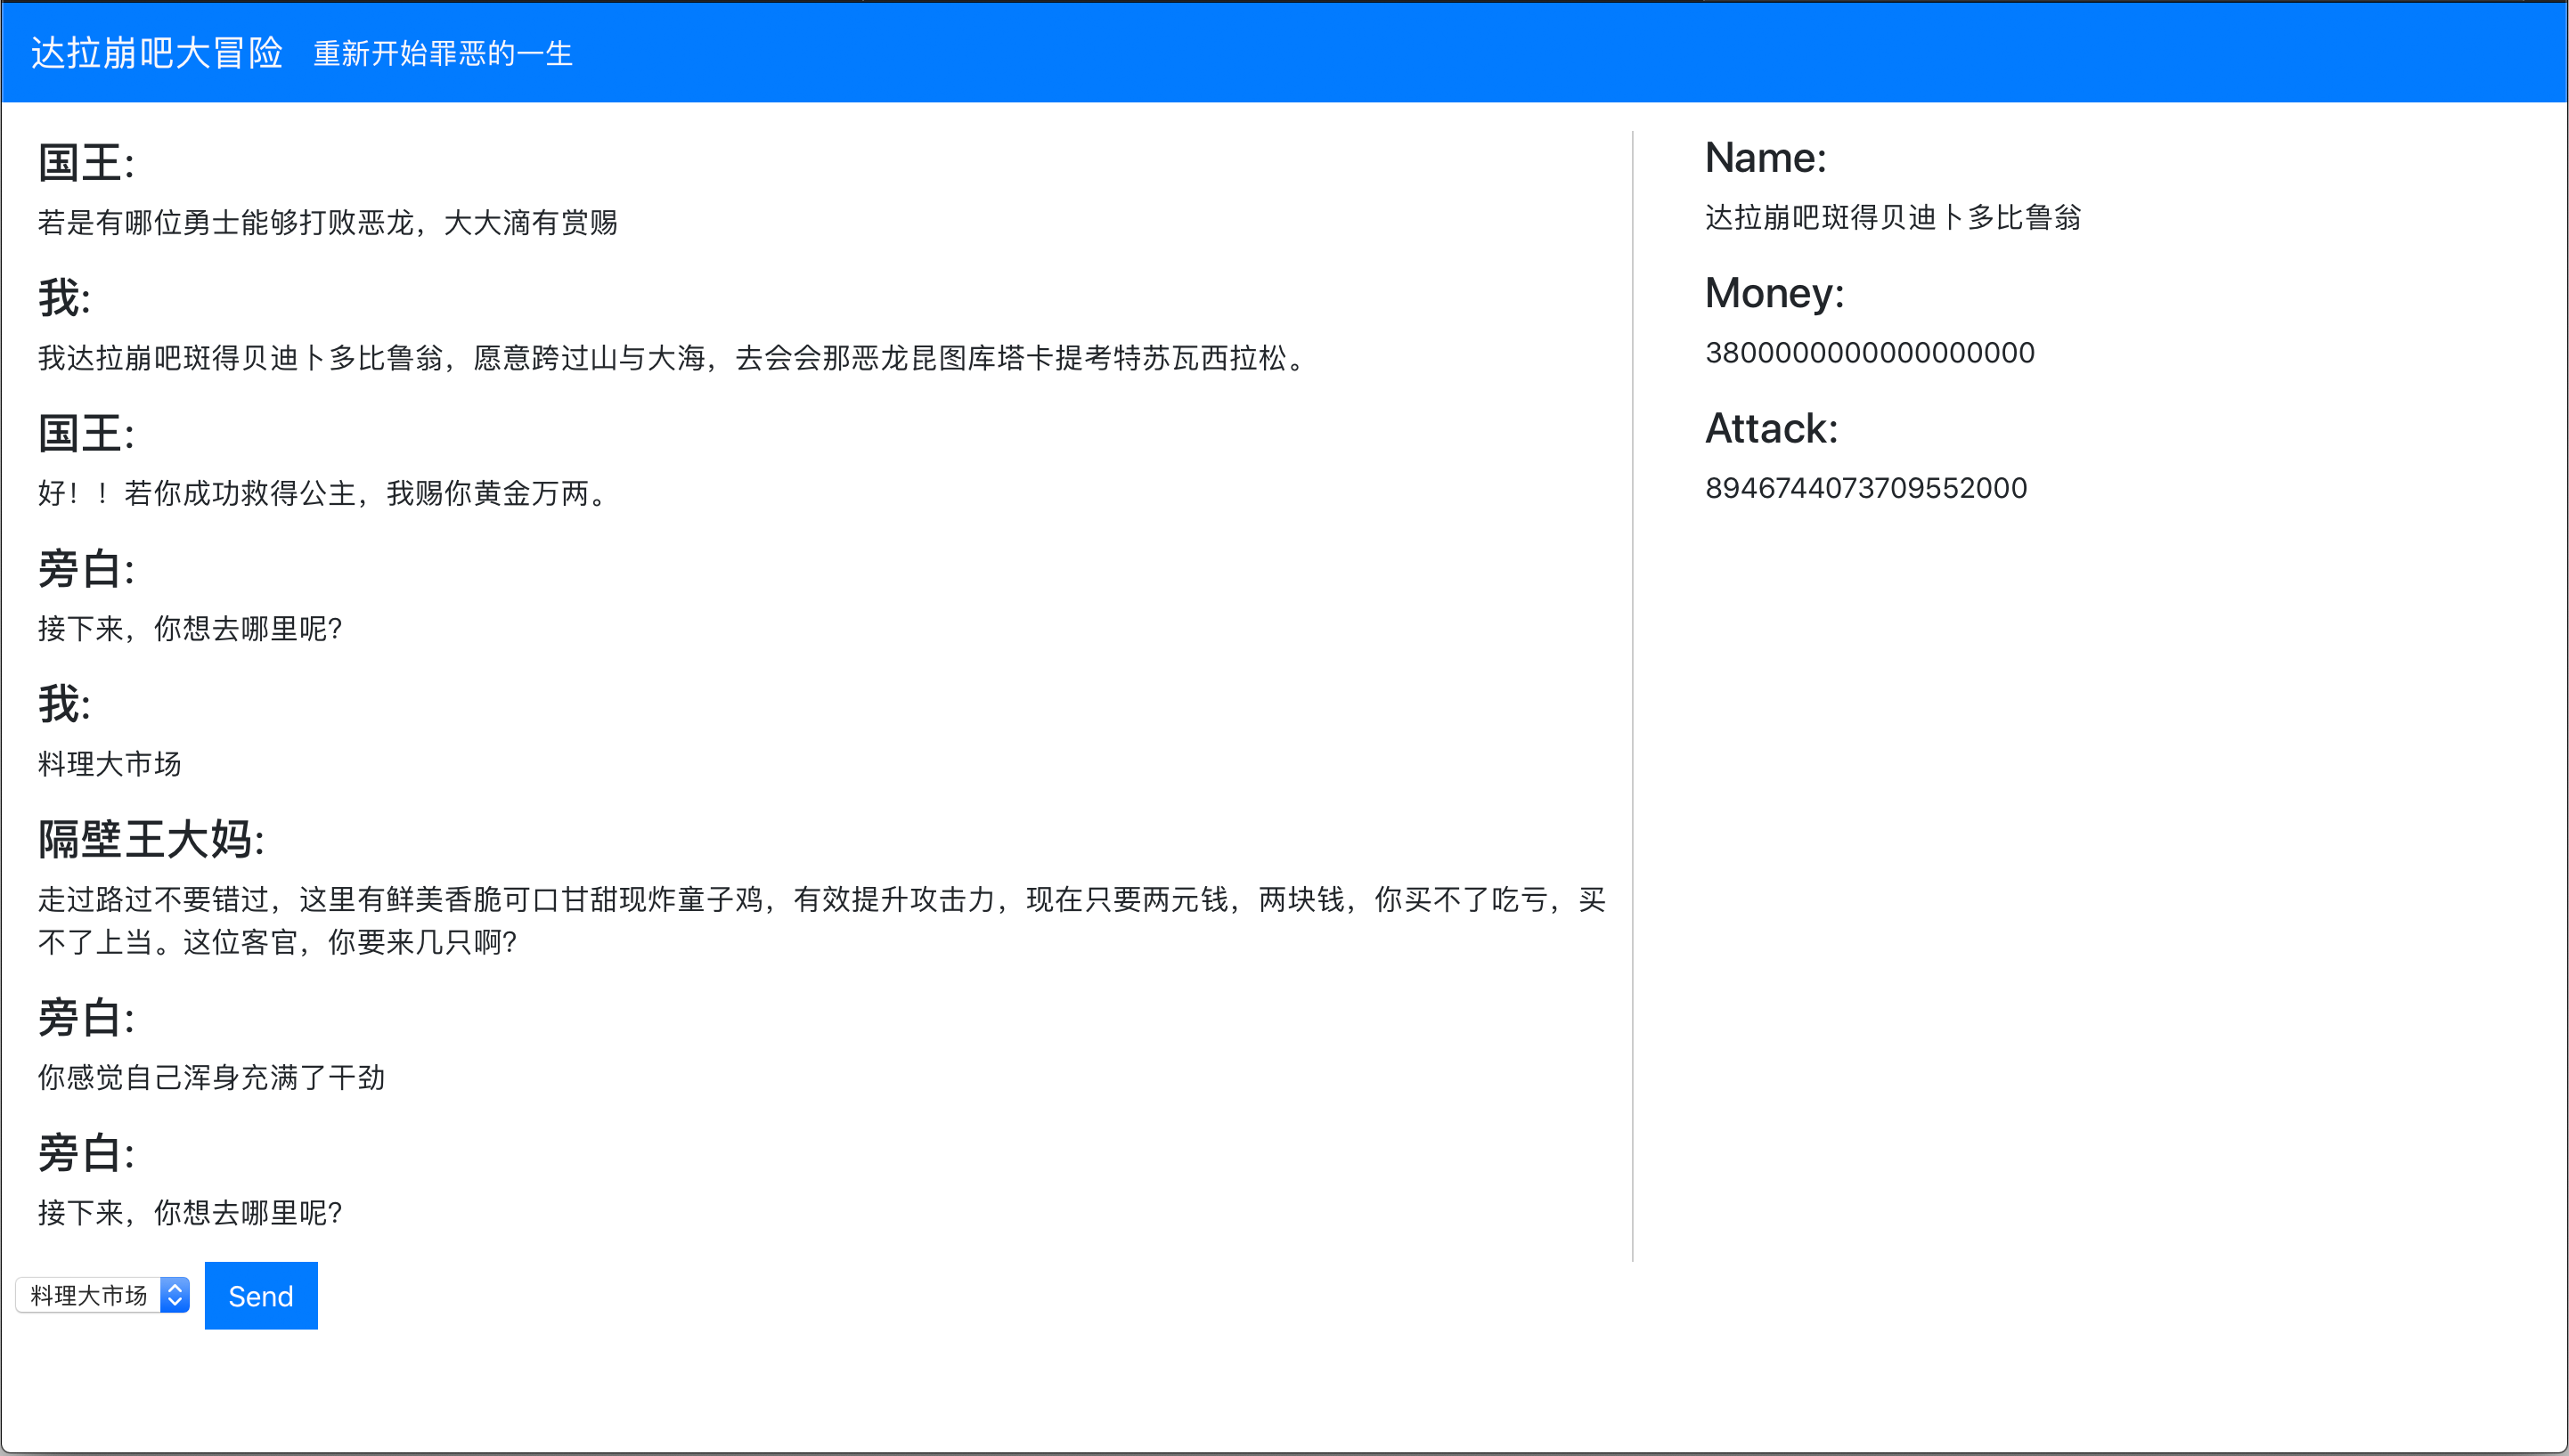 达拉崩吧大冒险 重新开始罪恶的一生
国王:
若是有哪位勇士能够打败恶龙，大大滴有赏赐
我:
我达拉崩吧斑得贝迪卜多比鲁翁，愿意跨过山与大海，去会会那恶龙昆图库塔卡提考特苏瓦西拉松。
国王:
好！！若你成功救得公主，我赐你黄金万两。
旁白:
接下来，你想去哪里呢?
我:
料理大市场
隔壁王大妈:
走过路过不要错过，这里有鲜美香脆可口甘甜现炸童子鸡，有效提升攻击力，现在只要两元钱，两块钱，你买不了吃亏，买
不了上当。这位客官，你要来几只啊?
旁白:
你感觉自己浑身充满了干劲
旁白:
接下来，你想去哪里呢?
料理大市场 Send
Name:
达拉崩吧斑得贝迪卜多比鲁翁
Money:
3800000000000000000
Attack:
8946744073709552000